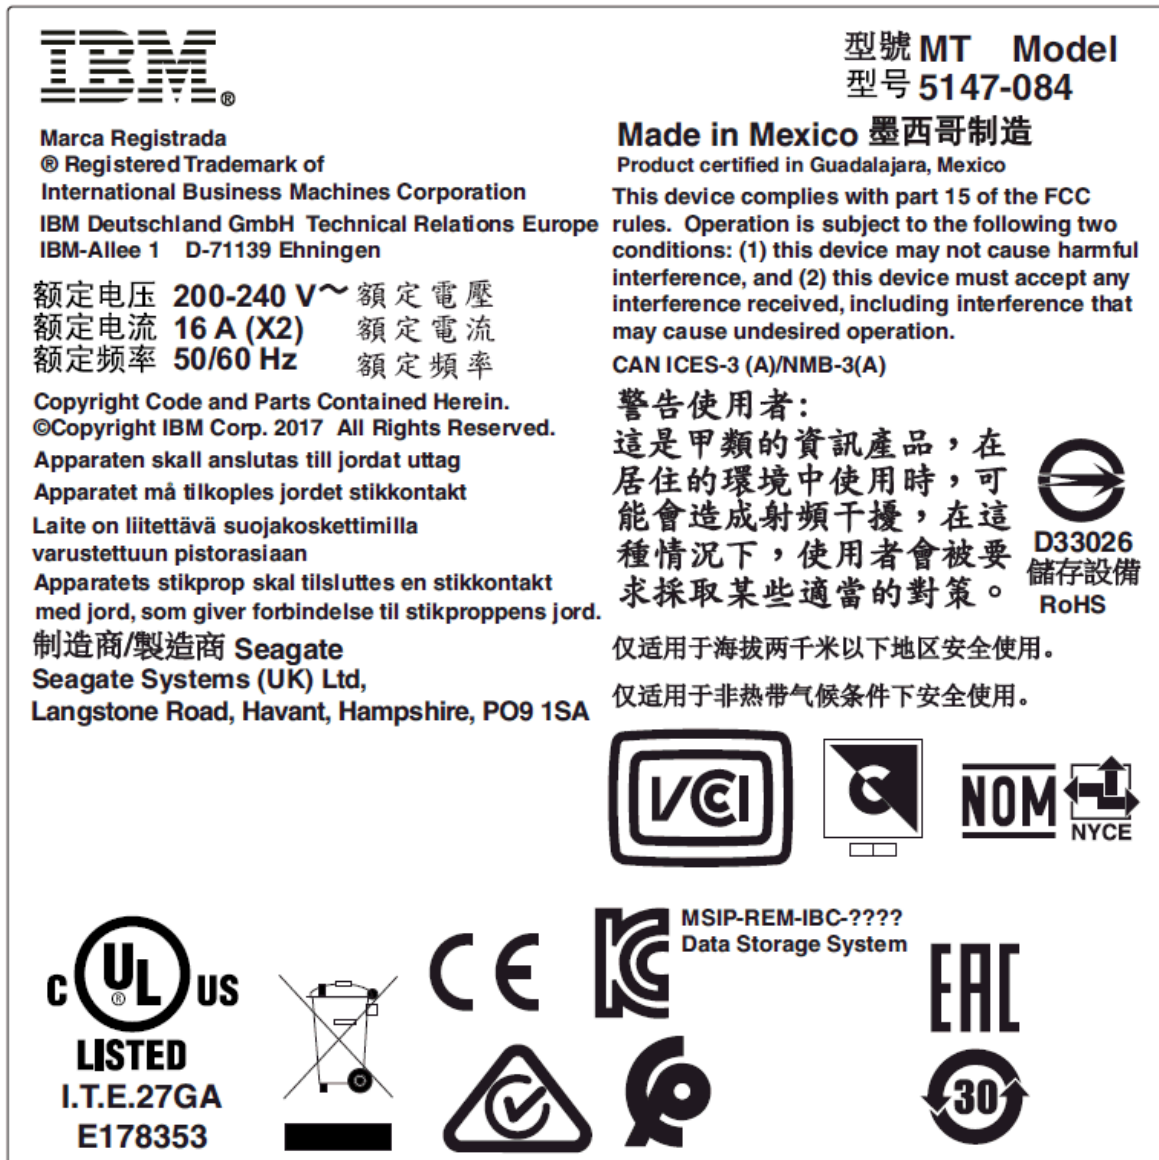 IBM®
型號 MT Model
型号 5147-084
Marca Registrada
® Registered Trademark of
International Business Machines Corporation
IBM Deutschland GmbH Technical Relations Europe
IBM-Allee 1 D-71139 Ehningen
额定电压 200-240 V～ 額定電壓
额定电流 16 A (X2) 額定電流
额定频率 50/60 Hz 額定頻率
Copyright Code and Parts Contained Herein.
©Copyright IBM Corp. 2017 All Rights Reserved.
Apparaten skall anslutas till jordat uttag
Apparatet må tilkoples jordet stikkontakt
Laite on liitettävä suojakoskettimilla
varustettuun pistorasiaan
Apparatets stikprop skal tilsluttes en stikkontakt
med jord, som giver forbindelse til stikproppens jord.
制造商/製造商 Seagate
Seagate Systems (UK) Ltd,
Langstone Road, Havant, Hampshire, PO9 1SA
Made in Mexico 墨西哥制造
Product certified in Guadalajara, Mexico
This device complies with part 15 of the FCC
rules. Operation is subject to the following two
conditions: (1) this device may not cause harmful
interference, and (2) this device must accept any
interference received, including interference that
may cause undesired operation.
CAN ICES-3 (A)/NMB-3(A)
警告使用者:
這是甲類的資訊產品，在
居住的環境中使用時，可
能會造成射頻干擾，在這
種情況下，使用者會被要
求採取某些適當的對策。
D33026
儲存設備
RoHS
仅适用于海拔两千米以下地区安全使用。
仅适用于非热带气候条件下安全使用。
VCCI
C
NOM
NYCE
C UL® US
LISTED
I.T.E.27GA
E178353
CE
MSIP-REM-IBC-????
Data Storage System
EAC
30